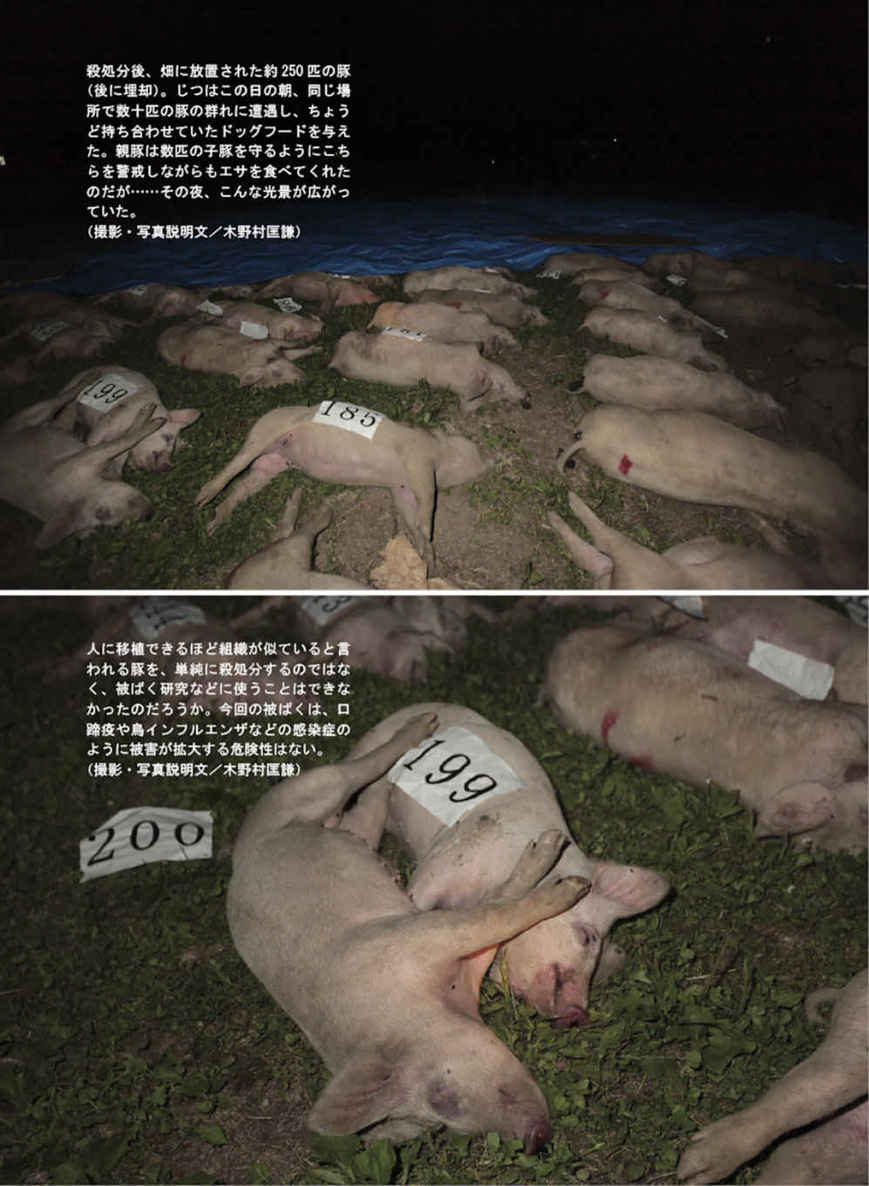 殺処分後、畑に放置された約250匹の豚
(後に埋却)。じつはこの日の朝、同じ場
所で数十匹の豚の群れに遭遇し、ちょう
ど持ち合わせていたドッグフードを与え
た。親豚は数匹の子豚を守るようにこち
らを警戒しながらもエサを食べてくれた
のだが……その夜、こんな光景が広がっ
ていた。
(撮影・写真説明文／木野村匡謙)
199
185
人に移植できるほど組織が似ていると言
われる豚を、単純に殺処分するのではな
く、被ばく研究などに使うことはできな
かったのだろうか。今回の被ばくは、口
蹄疫や鳥インフルエンザなどの感染症の
ように被害が拡大する危険性はない。
(撮影・写真説明文／木野村匡謙)
199
200